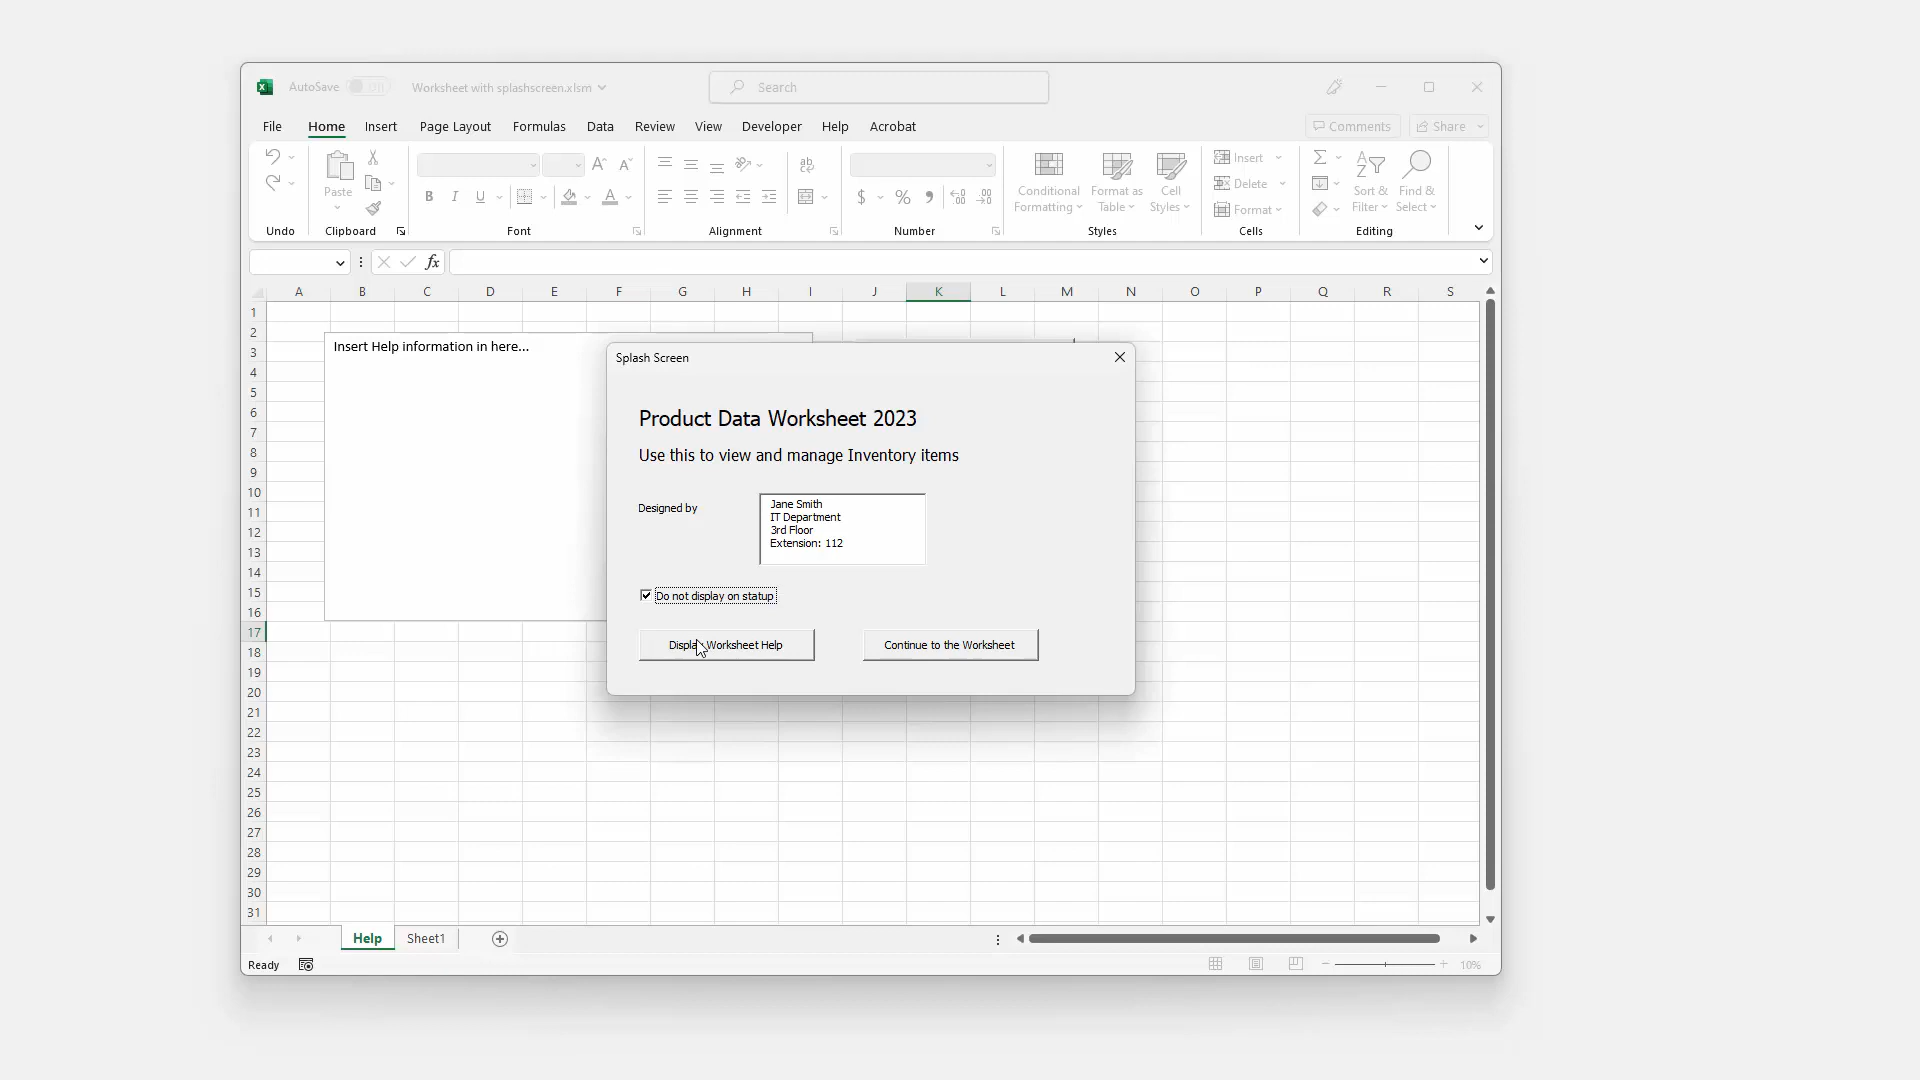 AutoSave Off Worksheet with splashscreen.xlsm Search
File Home Insert Page Layout Formulas Data Review View Developer Help Acrobat Comments Share
Paste
B I U A
ab
$ % 9
Conditional Formatting
Format as Table
Cell Styles
Insert
Delete
Format
Sort & Filter
Find & Select
Undo Clipboard Font Alignment Number Styles Cells Editing
fx
A B C D E F G H I J K L M N O P Q R S
1
2
3
4
5
6
7
8
9
10
11
12
13
14
15
16
17
18
19
20
21
22
23
24
25
26
27
28
29
30
31
Insert Help information in here...
Splash Screen
Product Data Worksheet 2023
Use this to view and manage Inventory items
Designed by
Jane Smith
IT Department
3rd Floor
Extension: 112
Do not display on statup
Display Worksheet Help
Continue to the Worksheet
Help Sheet1
Ready 10%